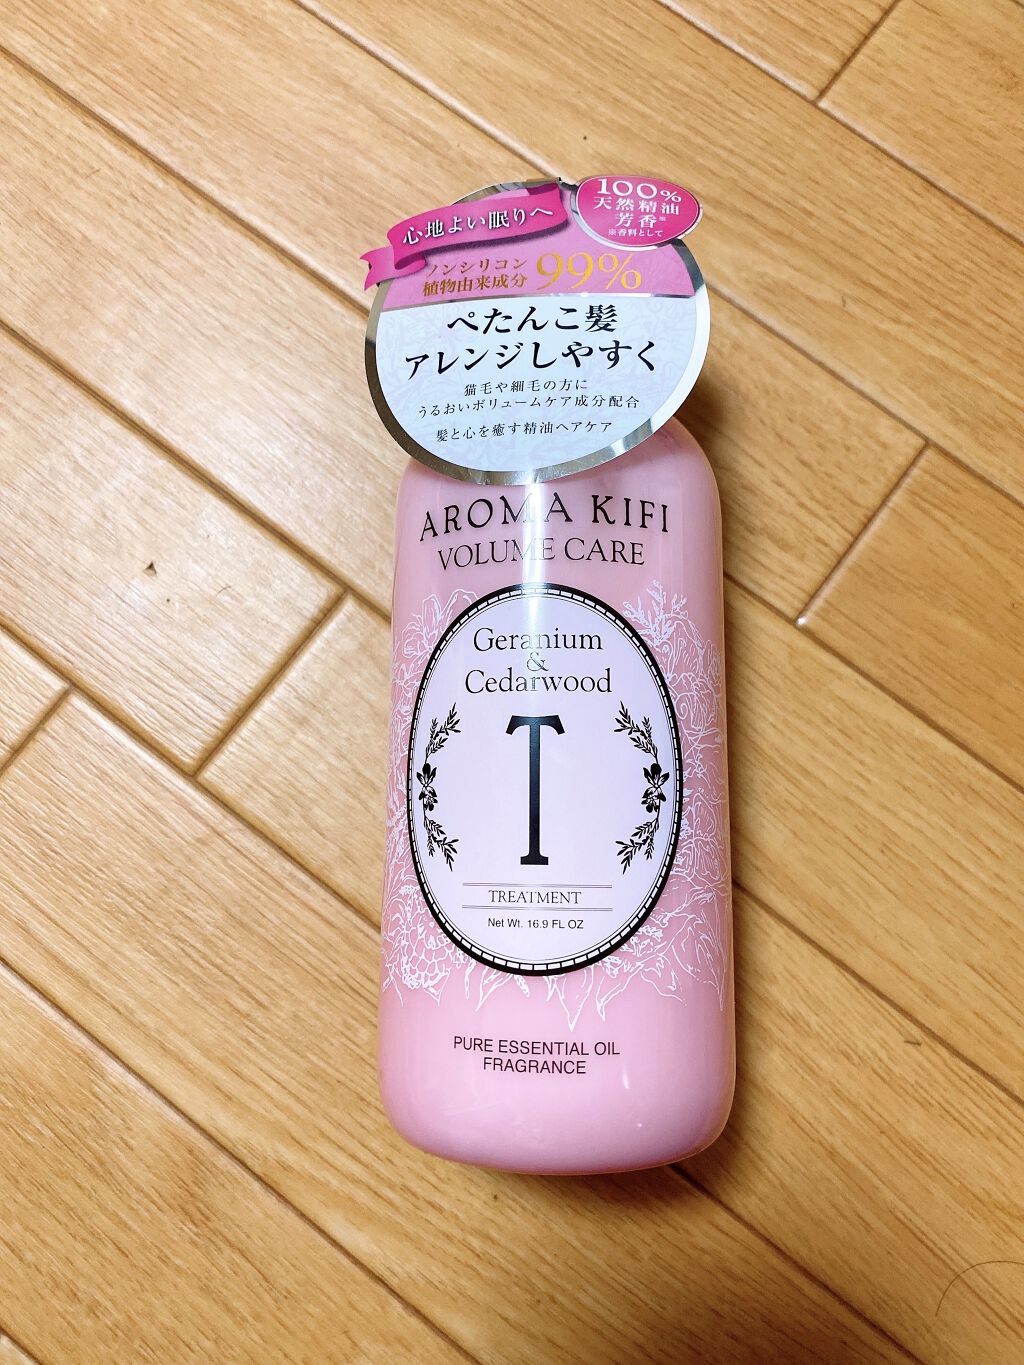 心地よい眠りへ
100%
天然精油
芳香※
※香料として
ノンシリコン
植物由来成分 99%
ぺたんこ髪
アレンジしやすく
猫毛や細毛の方に
うるおいボリュームケア成分配合
髪と心を癒す精油ヘアケア
AROMA KIFI
VOLUME CARE
Geranium
&
Cedarwood
T
TREATMENT
Net Wt. 16.9 FL OZ
PURE ESSENTIAL OIL
FRAGRANCE